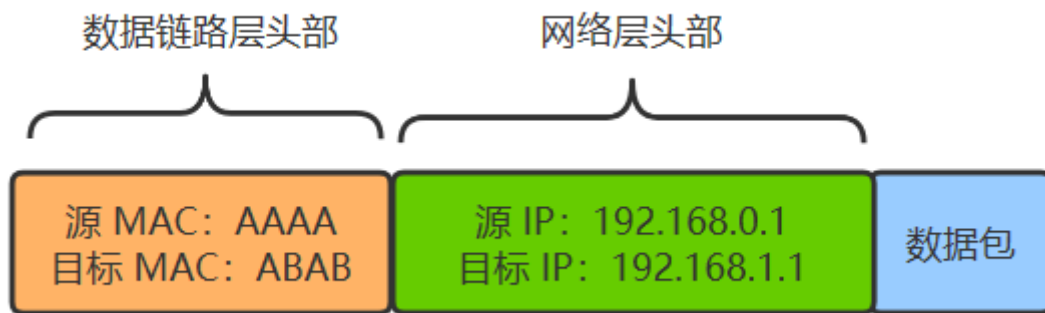 数据链路层头部
网络层头部
源 MAC：AAAA
目标 MAC：ABAB
源 IP：192.168.0.1
目标 IP：192.168.1.1
数据包